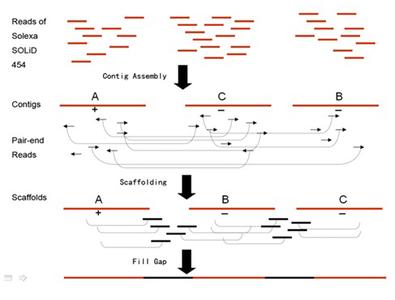 Reads of
Solexa
SOLiD
454
Contig Assembly
Contigs
A C B
+ − −
Pair-end
Reads
Scaffolding
Scaffolds
A B C
+ − −
Fill Gap